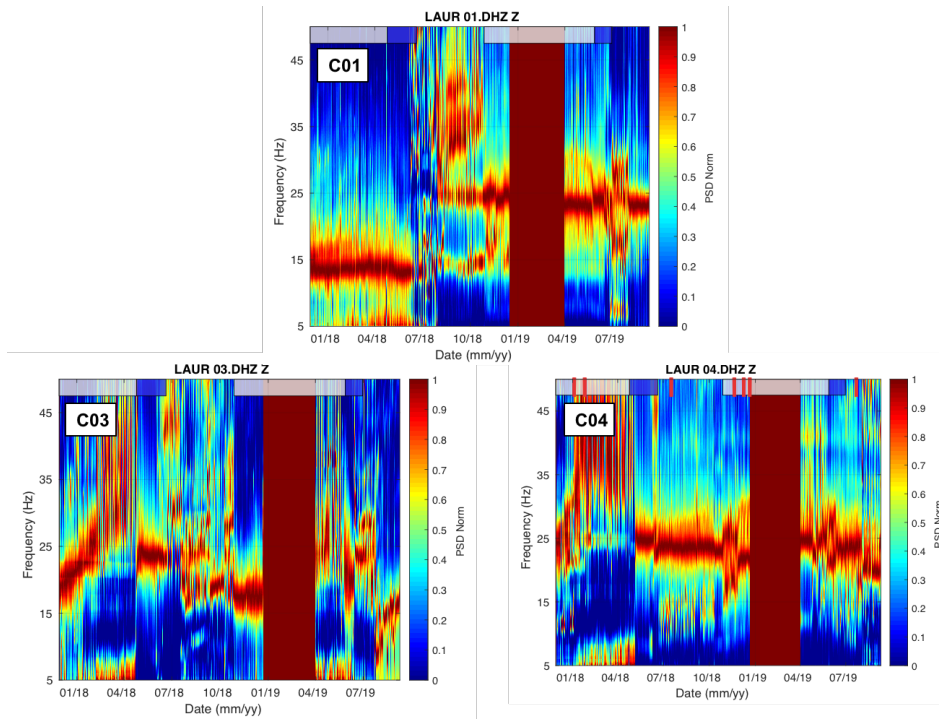 LAUR 01.DHZ Z
C01
45
35
25
15
5
Frequency (Hz)
01/18 04/18 07/18 10/18 01/19 04/19 07/19
Date (mm/yy)
1
0.9
0.8
0.7
0.6
0.5
0.4
0.3
0.2
0.1
0
PSD Norm
LAUR 03.DHZ Z
C03
45
35
25
15
5
Frequency (Hz)
01/18 04/18 07/18 10/18 01/19 04/19 07/19
Date (mm/yy)
1
0.9
0.8
0.7
0.6
0.5
0.4
0.3
0.2
0.1
0
PSD Norm
LAUR 04.DHZ Z
C04
45
35
25
15
5
Frequency (Hz)
01/18 04/18 07/18 10/18 01/19 04/19 07/19
Date (mm/yy)
1
0.9
0.8
0.7
0.6
0.5
0.4
0.3
0.2
0.1
0
PSD Norm